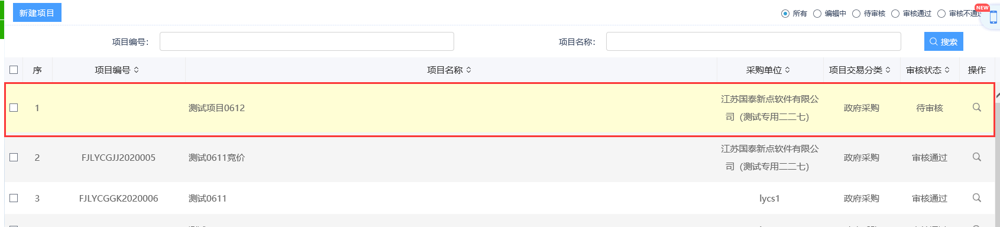 新建项目
所有 编辑中 待审核 审核通过 审核不通过
NEW
项目编号： 项目名称： 搜索
序 项目编号 项目名称 采购单位 项目交易分类 审核状态 操作
1 测试项目0612 江苏国泰新点软件有限公司（测试专用二二七） 政府采购 待审核
2 FJLYCGJJ2020005 测试0611竞价 江苏国泰新点软件有限公司（测试专用二二七） 政府采购 审核通过
3 FJLYCGGK2020006 测试0611 lycs1 政府采购 审核通过